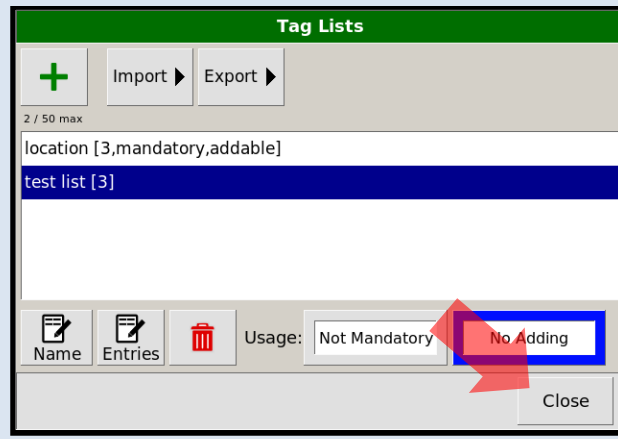 Tag Lists
Import Export
2 / 50 max
location [3,mandatory,addable]
test list [3]
Name Entries Usage: Not Mandatory No Adding
Close